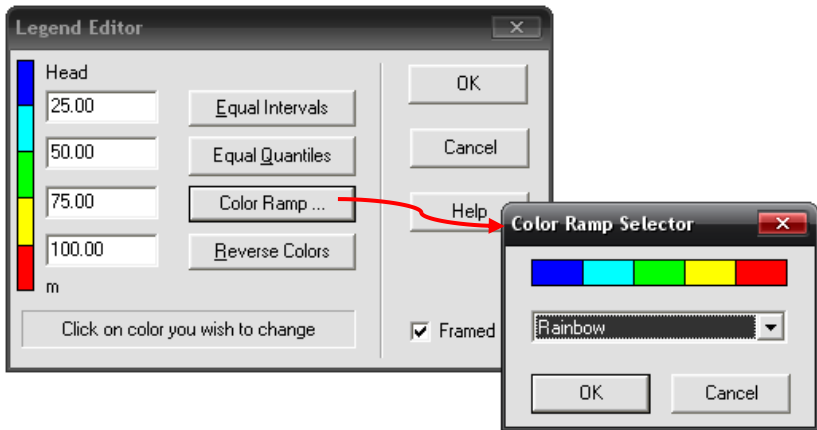 Legend Editor
Head
25.00
50.00
75.00
100.00
m
Equal Intervals
Equal Quantiles
Color Ramp ...
Reverse Colors
Click on color you wish to change
OK
Cancel
Help
Framed
Color Ramp Selector
Rainbow
OK
Cancel